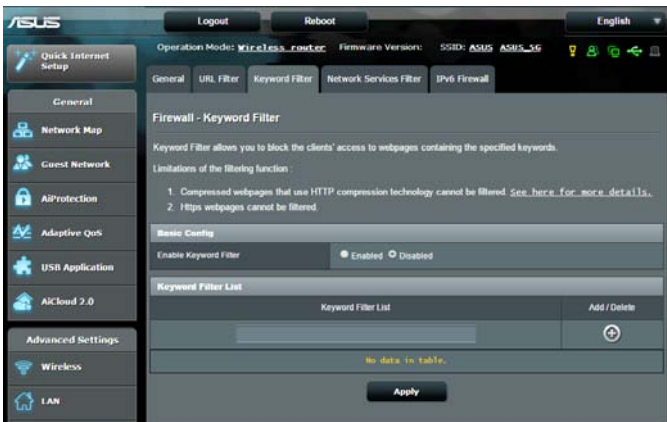 ASUS
Logout
Reboot
English
Quick Internet Setup
Operation Mode: Wireless router Firmware Version: SSID: ASUS ASUS_5G
General
URL Filter
Keyword Filter
Network Services Filter
IPv6 Firewall
General
Network Map
Guest Network
AiProtection
Adaptive QoS
USB Application
AiCloud 2.0
Advanced Settings
Wireless
LAN
Firewall - Keyword Filter
Keyword Filter allows you to block the clients' access to webpages containing the specified keywords.
Limitations of the filtering function :
1. Compressed webpages that use HTTP compression technology cannot be filtered. See here for more details.
2. Https webpages cannot be filtered.
Basic Config
Enable Keyword Filter
Enabled
Disabled
Keyword Filter List
Keyword Filter List
Add / Delete
No data in table.
Apply